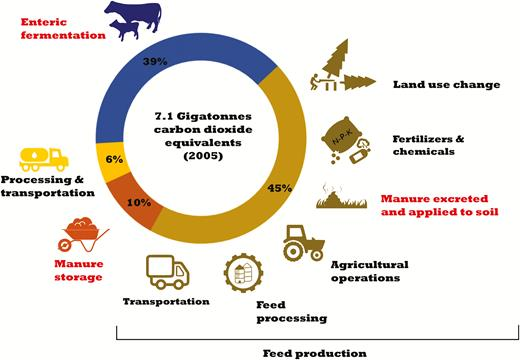 Enteric
fermentation
39%
7.1 Gigatonnes
carbon dioxide
equivalents
(2005)
Land use change
N-P-K
Fertilizers &
chemicals
45%
Manure excreted
and applied to soil
6%
Processing &
transportation
10%
Manure
storage
Agricultural
operations
Transportation
Feed
processing
Feed production